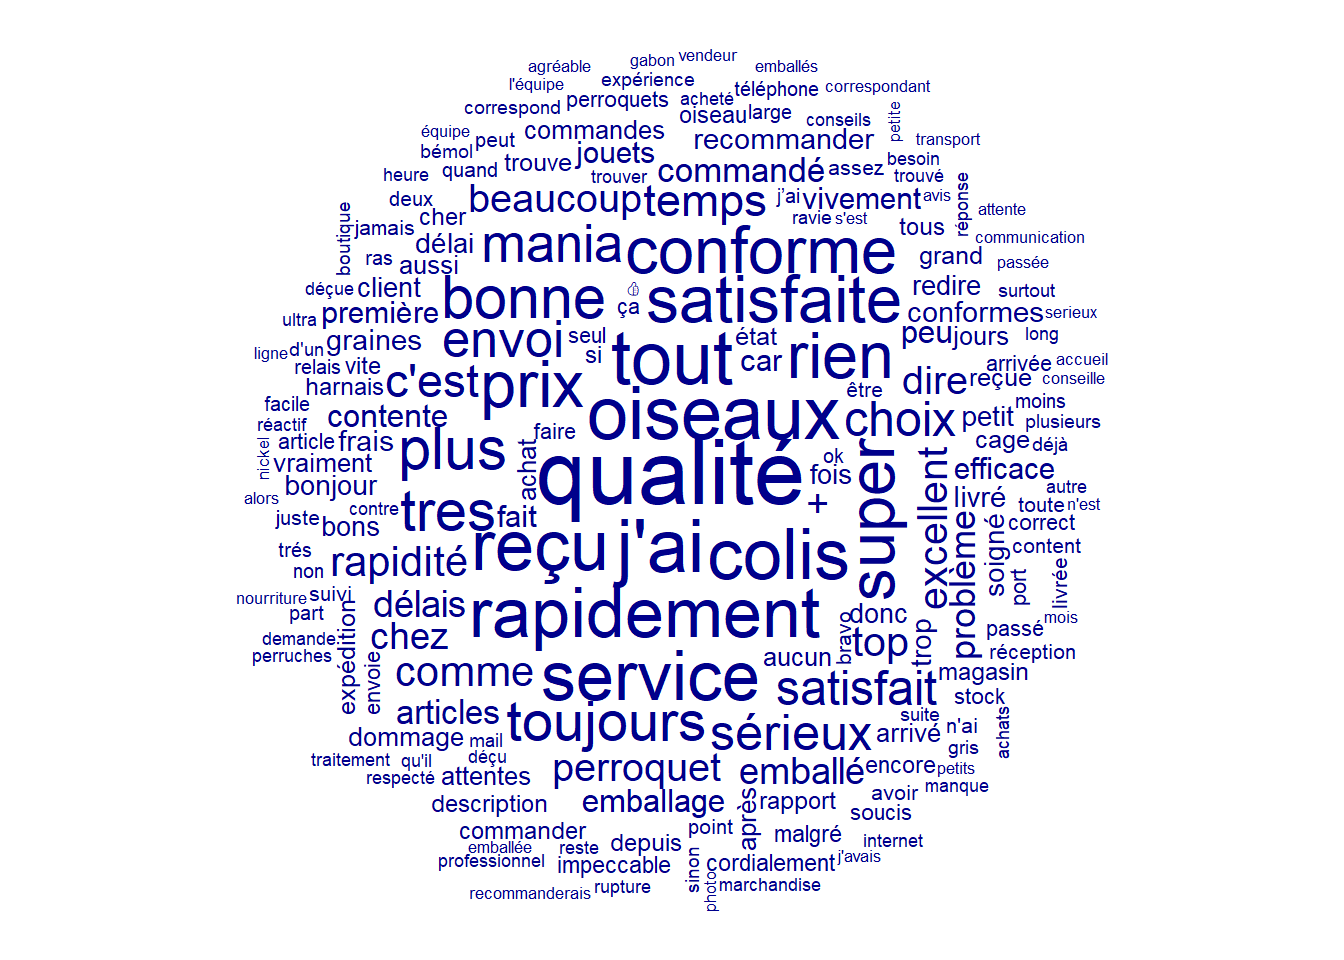 agréable gabon vendeur emballés
l'équipe expérience téléphone correspondant
correspond perroquets acheté oiseau large conseils petite
équipe peut commandes recommander transport
bémol trouve jouets commandé assez besoin
heure quand trouver trouvé
deux beaucoup temps j'ai vivement avis réponse
boutique jamais cher ravie s'est tous attente
délai mania conforme communication
ras aussi grand passée
déçue client bonne 👍 satisfaite redire surtout
ultra première ça conformes serieux
graines envoi seul état peu jours long
ligne d'un si tout car rien
relais vite arrivée accueil
harnais c'est prix être dire reçue conseille
facile contente oiseaux choix petit moins
réactif plusieurs
nickel article frais plus achat faire super cage déjà
vraiment qualité ok excellent efficace
bonjour fois autre
alors contre tres + livré toute n'est
juste bons fait problème soigné correct
trés rapidité reçu j'ai colis content
non port livrée
nourriture suivi délais rapidement donc mois
part expédition bravo top trop passé
demande chez réception
perruches envoie comme service aucun magasin
articles satisfait stock
toujours sérieux suite achats
dommage mail arrivé n'ai
traitement qu'il déçu gris
respecté attentes perroquet emballé encore petits
manque
description emballage après rapport avoir
soucis
commander depuis point malgré internet
emballée reste
professionnel impeccable sinon cordialement j'avais
recommanderais rupture photo marchandise